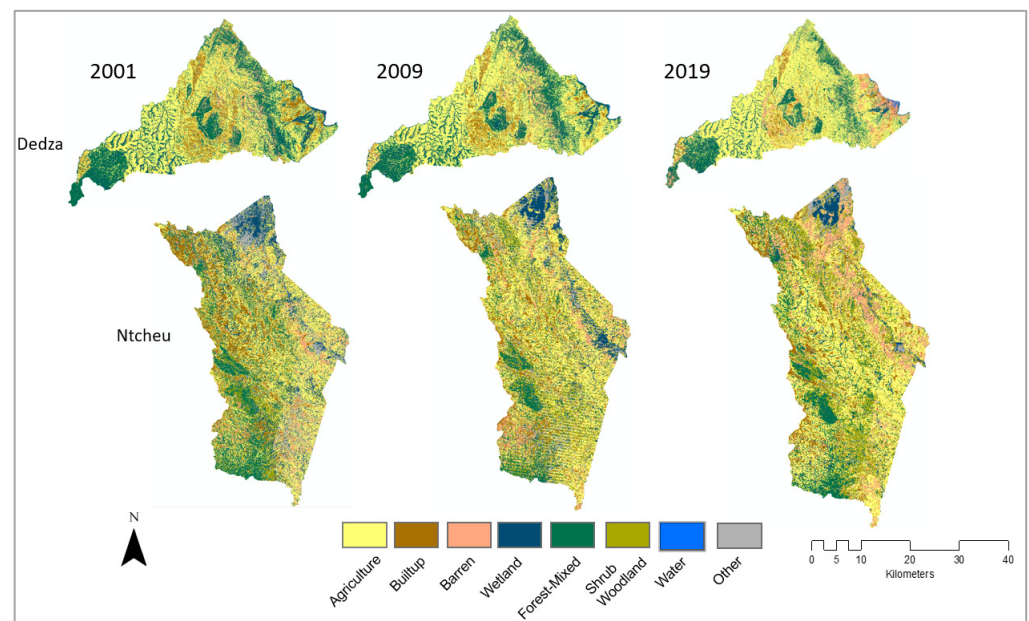 2001
2009
2019
Dedza
Ntcheu
N
Agriculture
Builtup
Barren
Wetland
Forest-Mixed
Shrub
Woodland
Water
Other
0 5 10 20 30 40
Kilometers